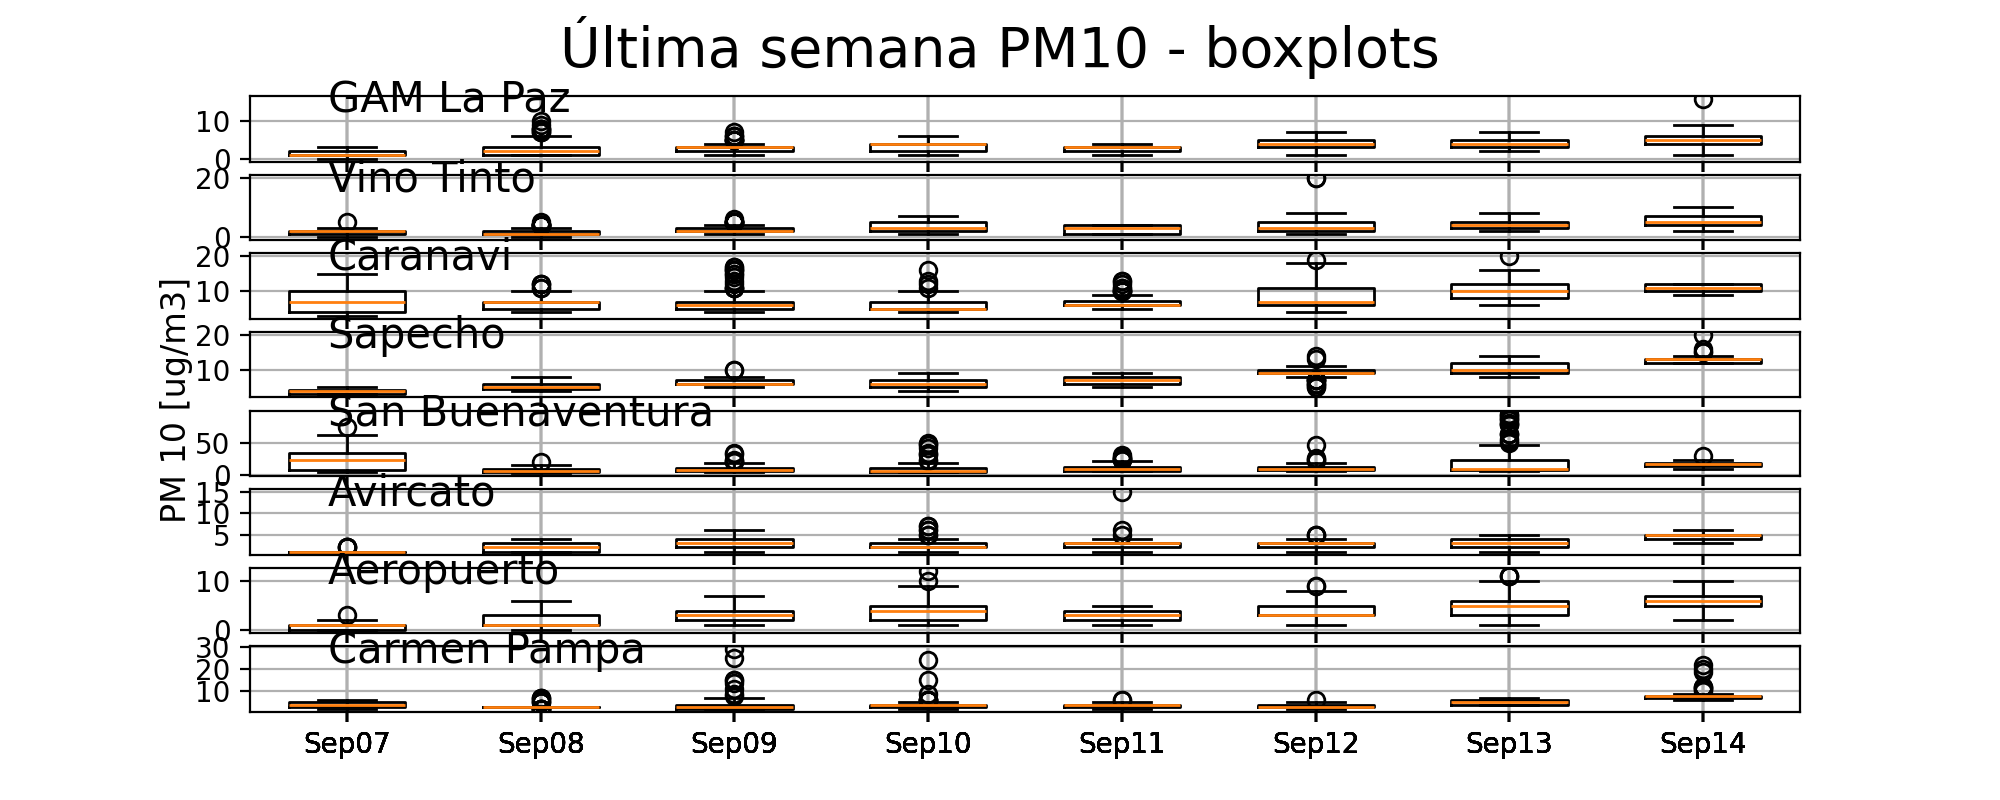 Última semana PM10 - boxplots
GAM La Paz
10
0
Vino Tinto
20
0
Caranavi
20
10
Sapecho
20
10
San Buenaventura
50
0
Avircato
15
10
5
Aeropuerto
10
0
Carmen Pampa
30
20
10
PM 10 [ug/m3]
Sep07 Sep08 Sep09 Sep10 Sep11 Sep12 Sep13 Sep14